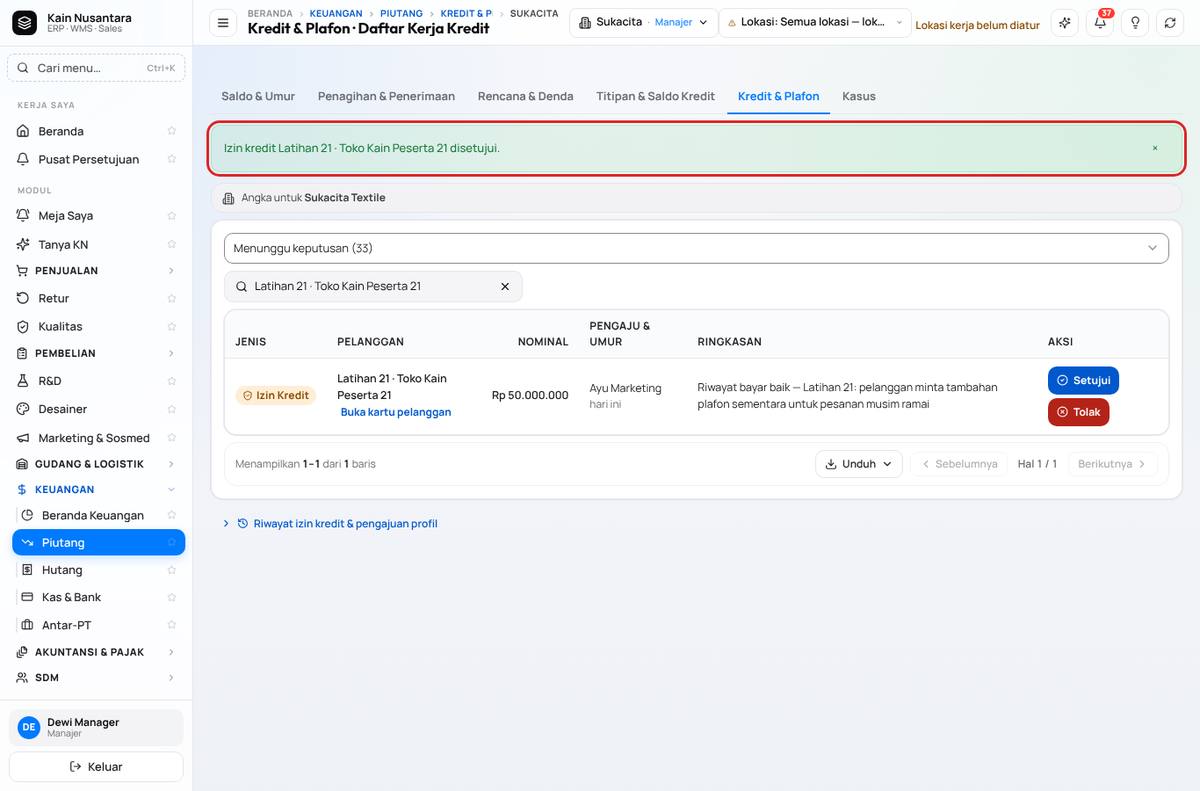 Kain Nusantara
ERP · WMS · Sales
Cari menu... Ctrl+K
KERJA SAYA
Beranda
Pusat Persetujuan
MODUL
Meja Saya
Tanya KN
PENJUALAN
Retur
Kualitas
PEMBELIAN
R&D
Desainer
Marketing & Sosmed
GUDANG & LOGISTIK
KEUANGAN
Beranda Keuangan
Piutang
Hutang
Kas & Bank
Antar-PT
AKUNTANSI & PAJAK
SDM
DE Dewi Manager
Manajer
Keluar
BERANDA › KEUANGAN › PIUTANG › KREDIT & P › SUKACITA
Kredit & Plafon · Daftar Kerja Kredit
Sukacita · Manajer
Lokasi: Semua lokasi — lok...
Lokasi kerja belum diatur
37
Saldo & Umur Penagihan & Penerimaan Rencana & Denda Titipan & Saldo Kredit Kredit & Plafon Kasus
Izin kredit Latihan 21 · Toko Kain Peserta 21 disetujui. ×
Angka untuk Sukacita Textile
Menunggu keputusan (33)
Latihan 21 · Toko Kain Peserta 21
JENIS PELANGGAN NOMINAL PENGAJU & UMUR RINGKASAN AKSI
Izin Kredit
Latihan 21 · Toko Kain
Peserta 21
Buka kartu pelanggan
Rp 50.000.000
Ayu Marketing
hari ini
Riwayat bayar baik — Latihan 21: pelanggan minta tambahan
plafon sementara untuk pesanan musim ramai
Setujui
Tolak
Menampilkan 1–1 dari 1 baris
Unduh
Sebelumnya
Hal 1 / 1
Berikutnya
Riwayat izin kredit & pengajuan profil